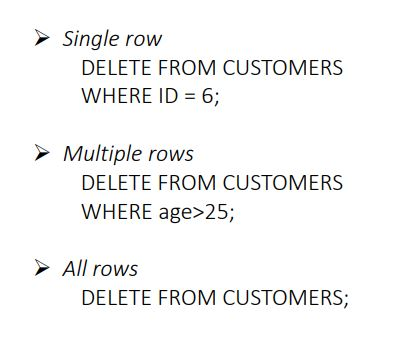 ➢ Single row
DELETE FROM CUSTOMERS
WHERE ID = 6;
➢ Multiple rows
DELETE FROM CUSTOMERS
WHERE age>25;
➢ All rows
DELETE FROM CUSTOMERS;